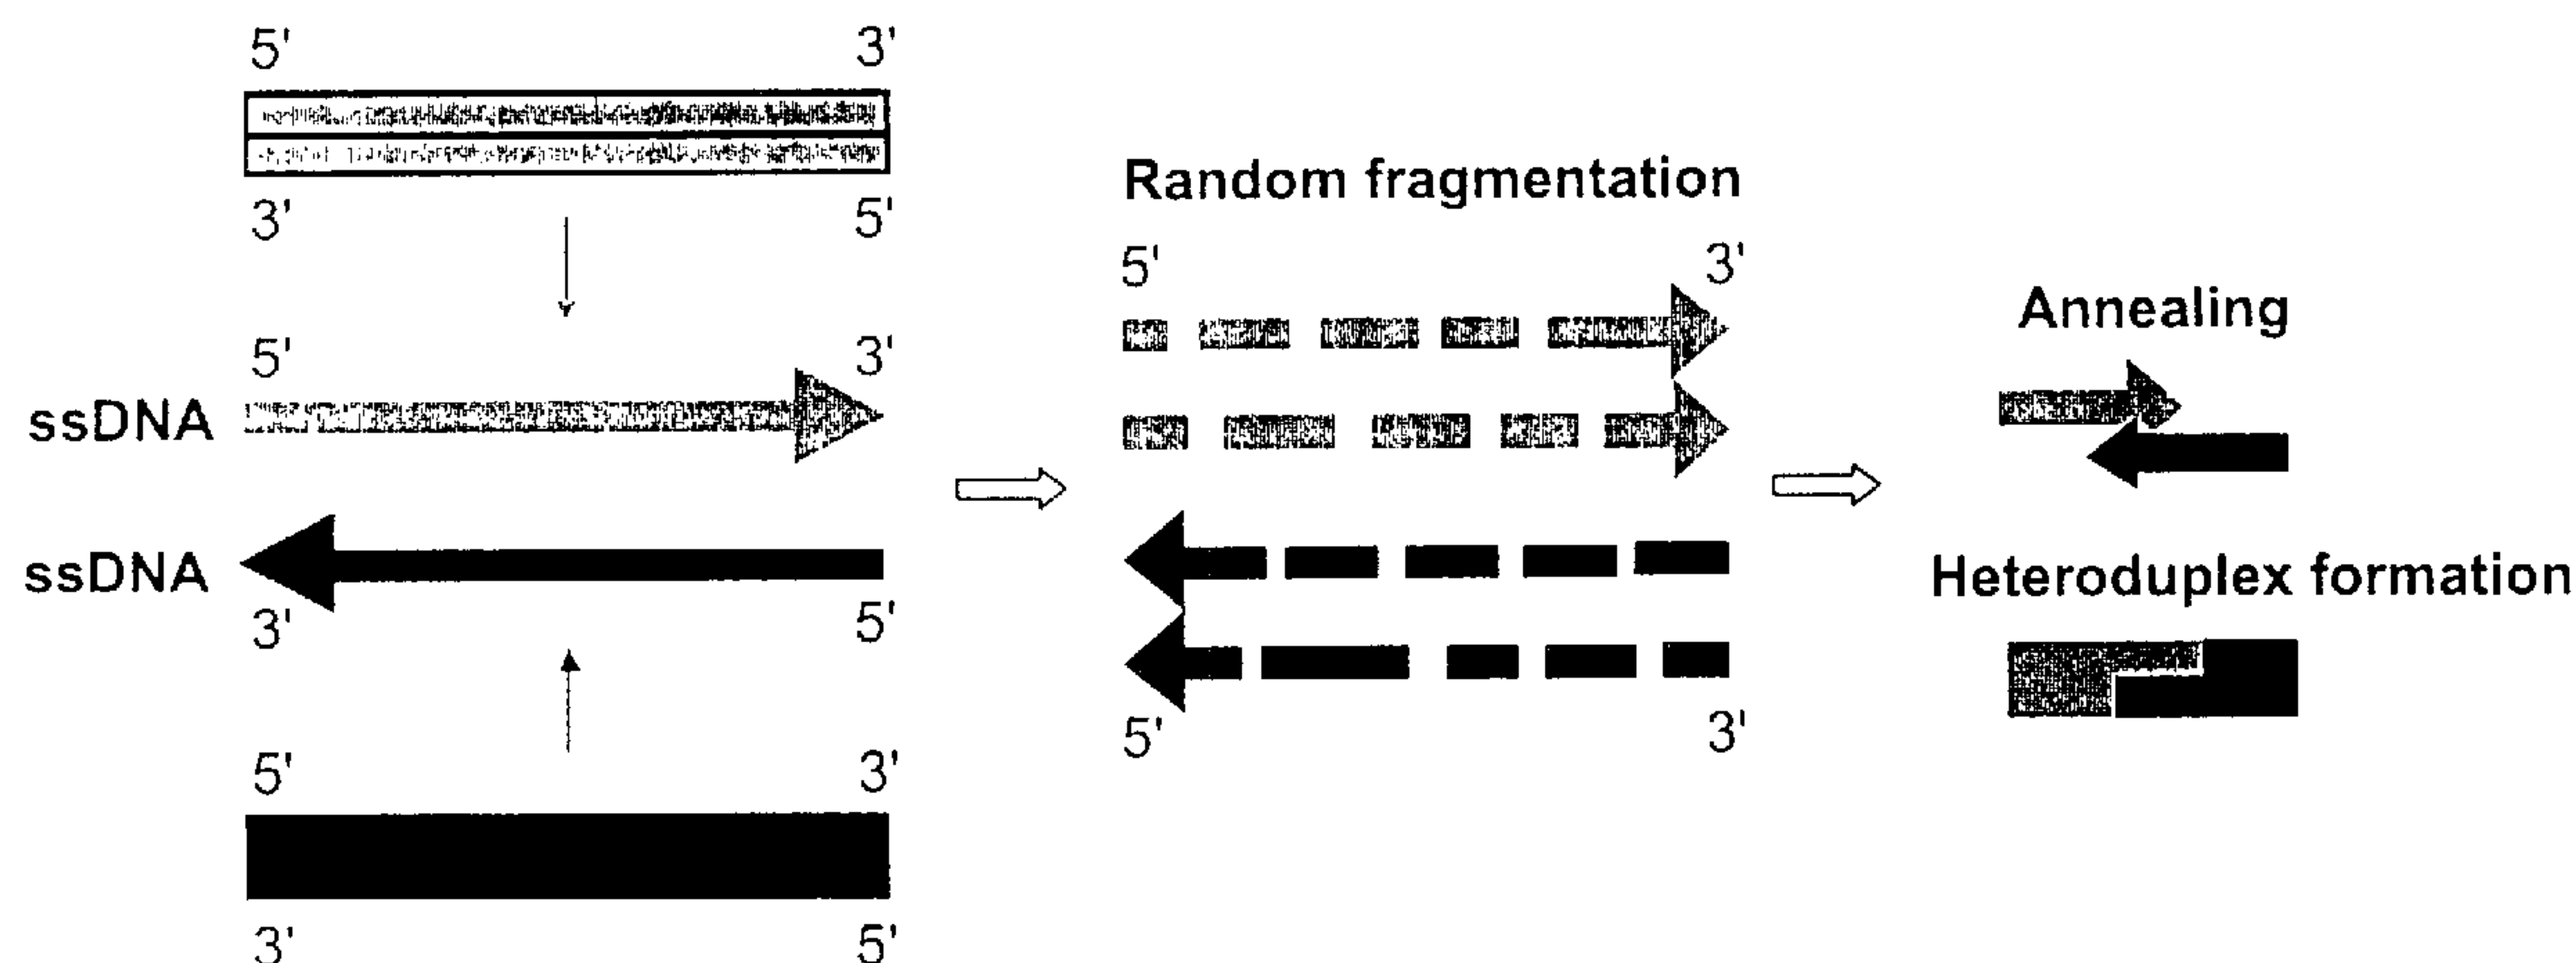 5' 3'
3' 5'
5' 3'
ssDNA
ssDNA
3' 5'
5' 3'
3' 5'
Random fragmentation
5' 3'
5' 3'
Annealing
Heteroduplex formation